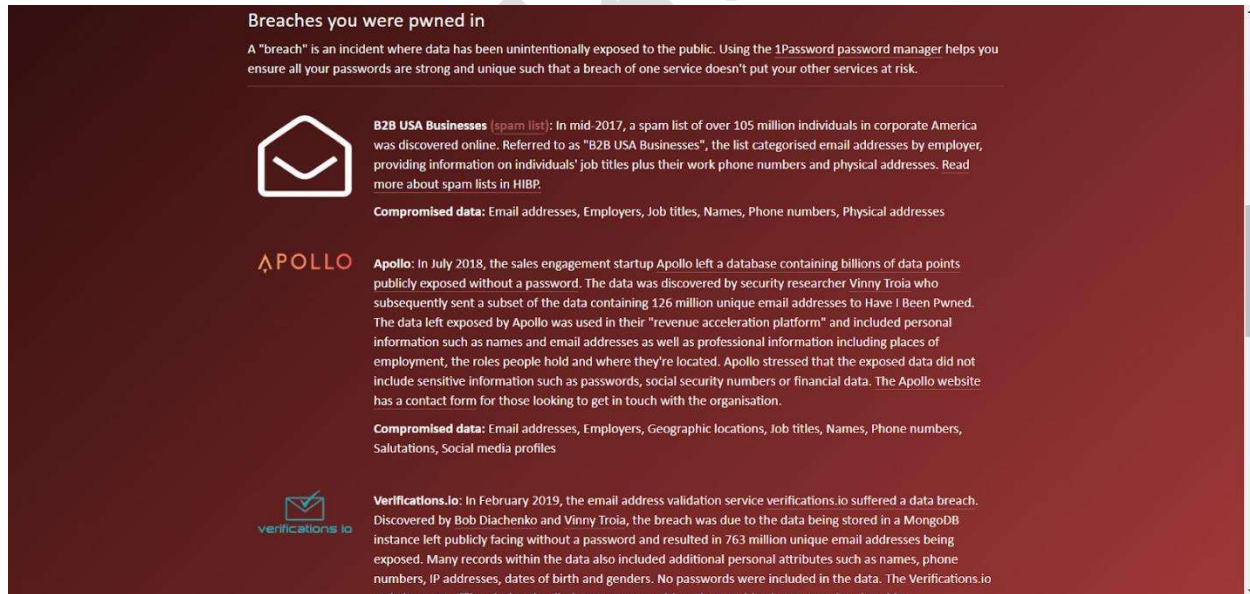 Breaches you were pwned in
A "breach" is an incident where data has been unintentionally exposed to the public. Using the 1Password password manager helps you
ensure all your passwords are strong and unique such that a breach of one service doesn't put your other services at risk.
B2B USA Businesses (spam list): In mid-2017, a spam list of over 105 million individuals in corporate America
was discovered online. Referred to as "B2B USA Businesses", the list categorised email addresses by employer,
providing information on individuals' job titles plus their work phone numbers and physical addresses. Read
more about spam lists in HIBP.
Compromised data: Email addresses, Employers, Job titles, Names, Phone numbers, Physical addresses
APOLLO
Apollo: In July 2018, the sales engagement startup Apollo left a database containing billions of data points
publicly exposed without a password. The data was discovered by security researcher Vinny Troia who
subsequently sent a subset of the data containing 126 million unique email addresses to Have I Been Pwned.
The data left exposed by Apollo was used in their "revenue acceleration platform" and included personal
information such as names and email addresses as well as professional information including places of
employment, the roles people hold and where they're located. Apollo stressed that the exposed data did not
include sensitive information such as passwords, social security numbers or financial data. The Apollo website
has a contact form for those looking to get in touch with the organisation.
Compromised data: Email addresses, Employers, Geographic locations, Job titles, Names, Phone numbers,
Salutations, Social media profiles
verifications io
Verifications.io: In February 2019, the email address validation service verifications.io suffered a data breach.
Discovered by Bob Diachenko and Vinny Troia, the breach was due to the data being stored in a MongoDB
instance left publicly facing without a password and resulted in 763 million unique email addresses being
exposed. Many records within the data also included additional personal attributes such as names, phone
numbers, IP addresses, dates of birth and genders. No passwords were included in the data. The Verifications.io